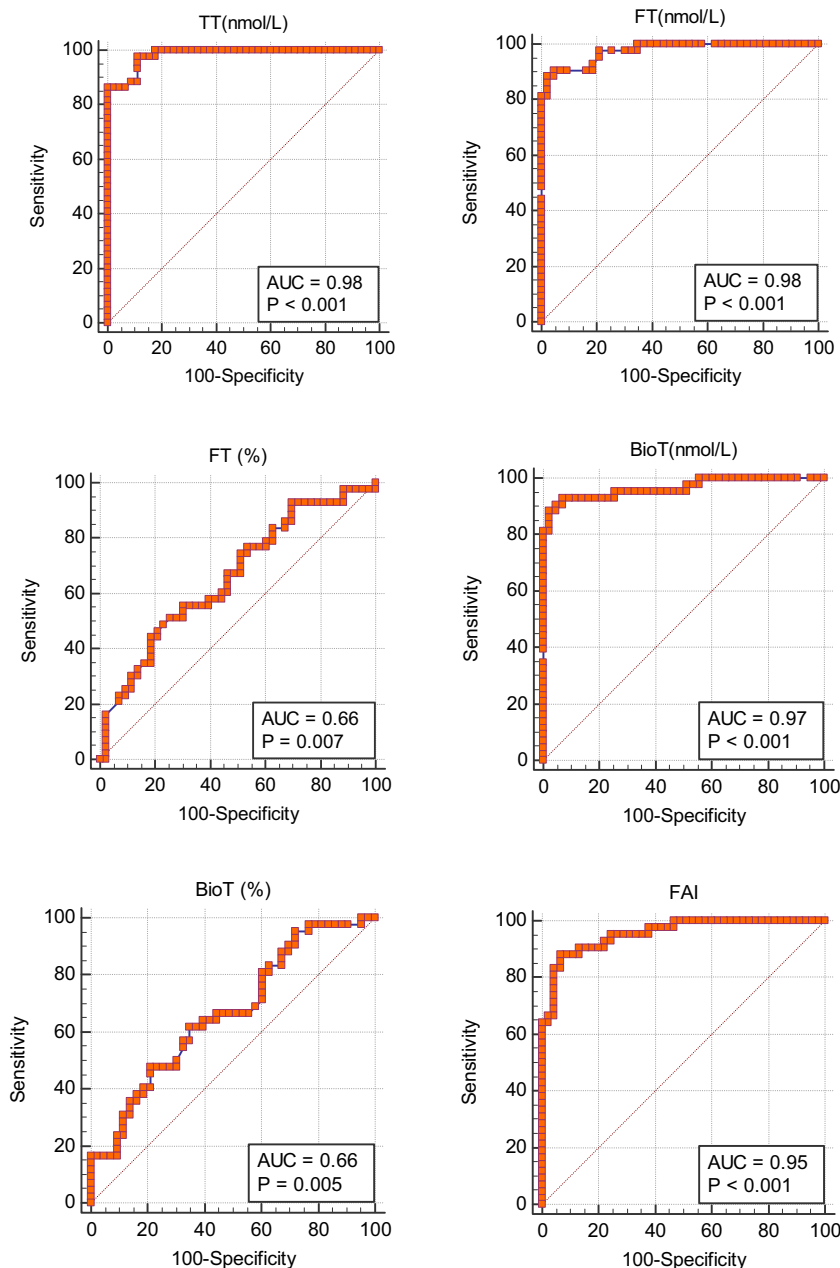 TT(nmol/L)
100
80
60
40
20
0
Sensitivity
AUC = 0.98
P < 0.001
0 20 40 60 80 100
100-Specificity
FT(nmol/L)
100
80
60
40
20
0
Sensitivity
AUC = 0.98
P < 0.001
0 20 40 60 80 100
100-Specificity
FT (%)
100
80
60
40
20
0
Sensitivity
AUC = 0.66
P = 0.007
0 20 40 60 80 100
100-Specificity
BioT(nmol/L)
100
80
60
40
20
0
Sensitivity
AUC = 0.97
P < 0.001
0 20 40 60 80 100
100-Specificity
BioT (%)
100
80
60
40
20
0
Sensitivity
AUC = 0.66
P = 0.005
0 20 40 60 80 100
100-Specificity
FAI
100
80
60
40
20
0
Sensitivity
AUC = 0.95
P < 0.001
0 20 40 60 80 100
100-Specificity